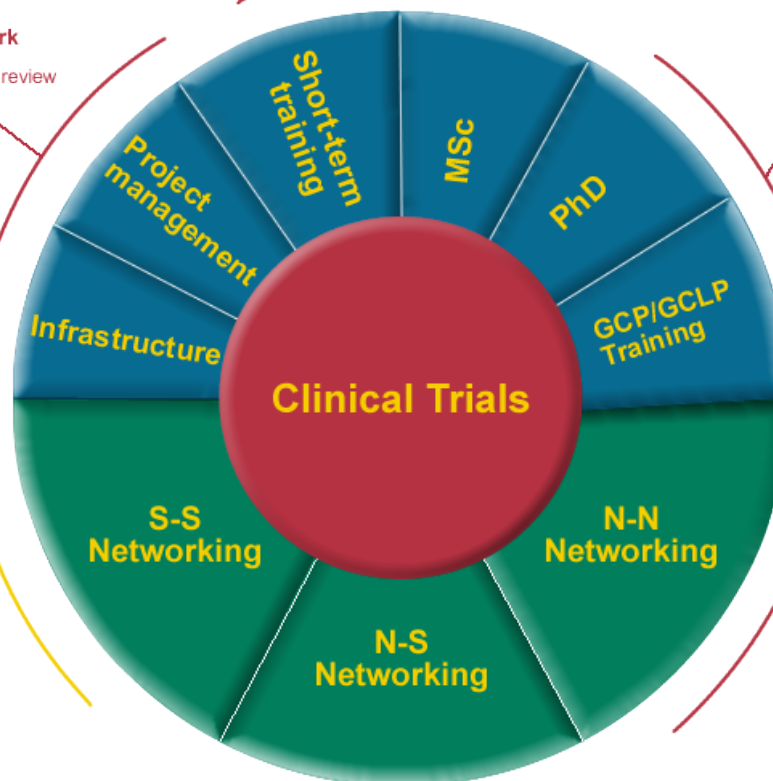 review
Short-term
training
MSc
Project
management
PhD
Infrastructure
GCP/GCLP
Training
Clinical Trials
S-S
Networking
N-N
Networking
N-S
Networking